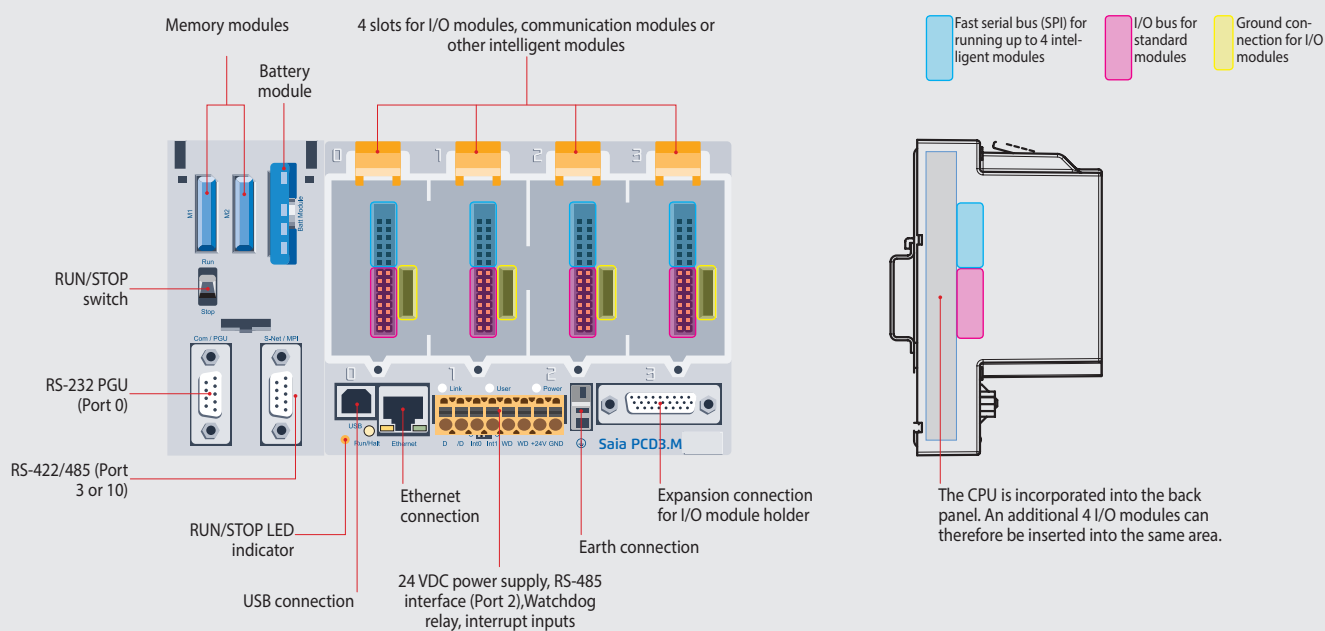 Memory modules
4 slots for I/O modules, communication modules or
other intelligent modules
Battery
module
Fast serial bus (SPI) for
running up to 4 intel-
ligent modules
I/O bus for
standard
modules
Ground con-
nection for I/O
modules
0
1
2
3
M1
M2
Batt Module
Run
Stop
RUN/STOP
switch
Com / PGU
S-Net / MPI
RS-232 PGU
(Port 0)
RS-422/485 (Port
3 or 10)
0
1
2
3
Link
User
Power
USB
Run/Halt
Ethernet
D /D Int0 Int1 WD WD +24V GND
Saia PCD3.M
RUN/STOP LED
indicator
USB connection
Ethernet
connection
24 VDC power supply, RS-485
interface (Port 2),Watchdog
relay, interrupt inputs
Earth connection
Expansion connection
for I/O module holder
The CPU is incorporated into the back
panel. An additional 4 I/O modules can
therefore be inserted into the same area.